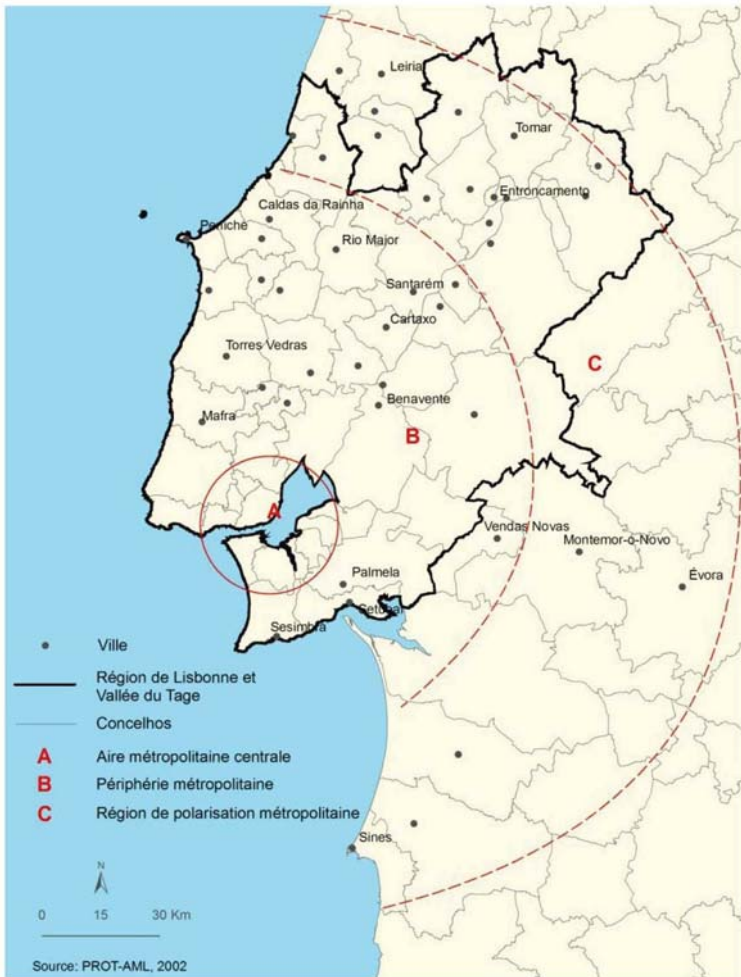 Leiria
Tomar
Entroncamento
Caldas da Rainha
Peniche
Rio Major
Santarém
Cartaxo
C
Torres Vedras
Benavente
Mafra
B
A
Vendas Novas
Montemor-o-Novo
Évora
Palmela
Setúbal
Sesimbra
Sines
Ville
Région de Lisbonne et
Vallée du Tage
Concelhos
A Aire métropolitaine centrale
B Périphérie métropolitaine
C Région de polarisation métropolitaine
N
0 15 30 Km
Source: PROT-AML, 2002